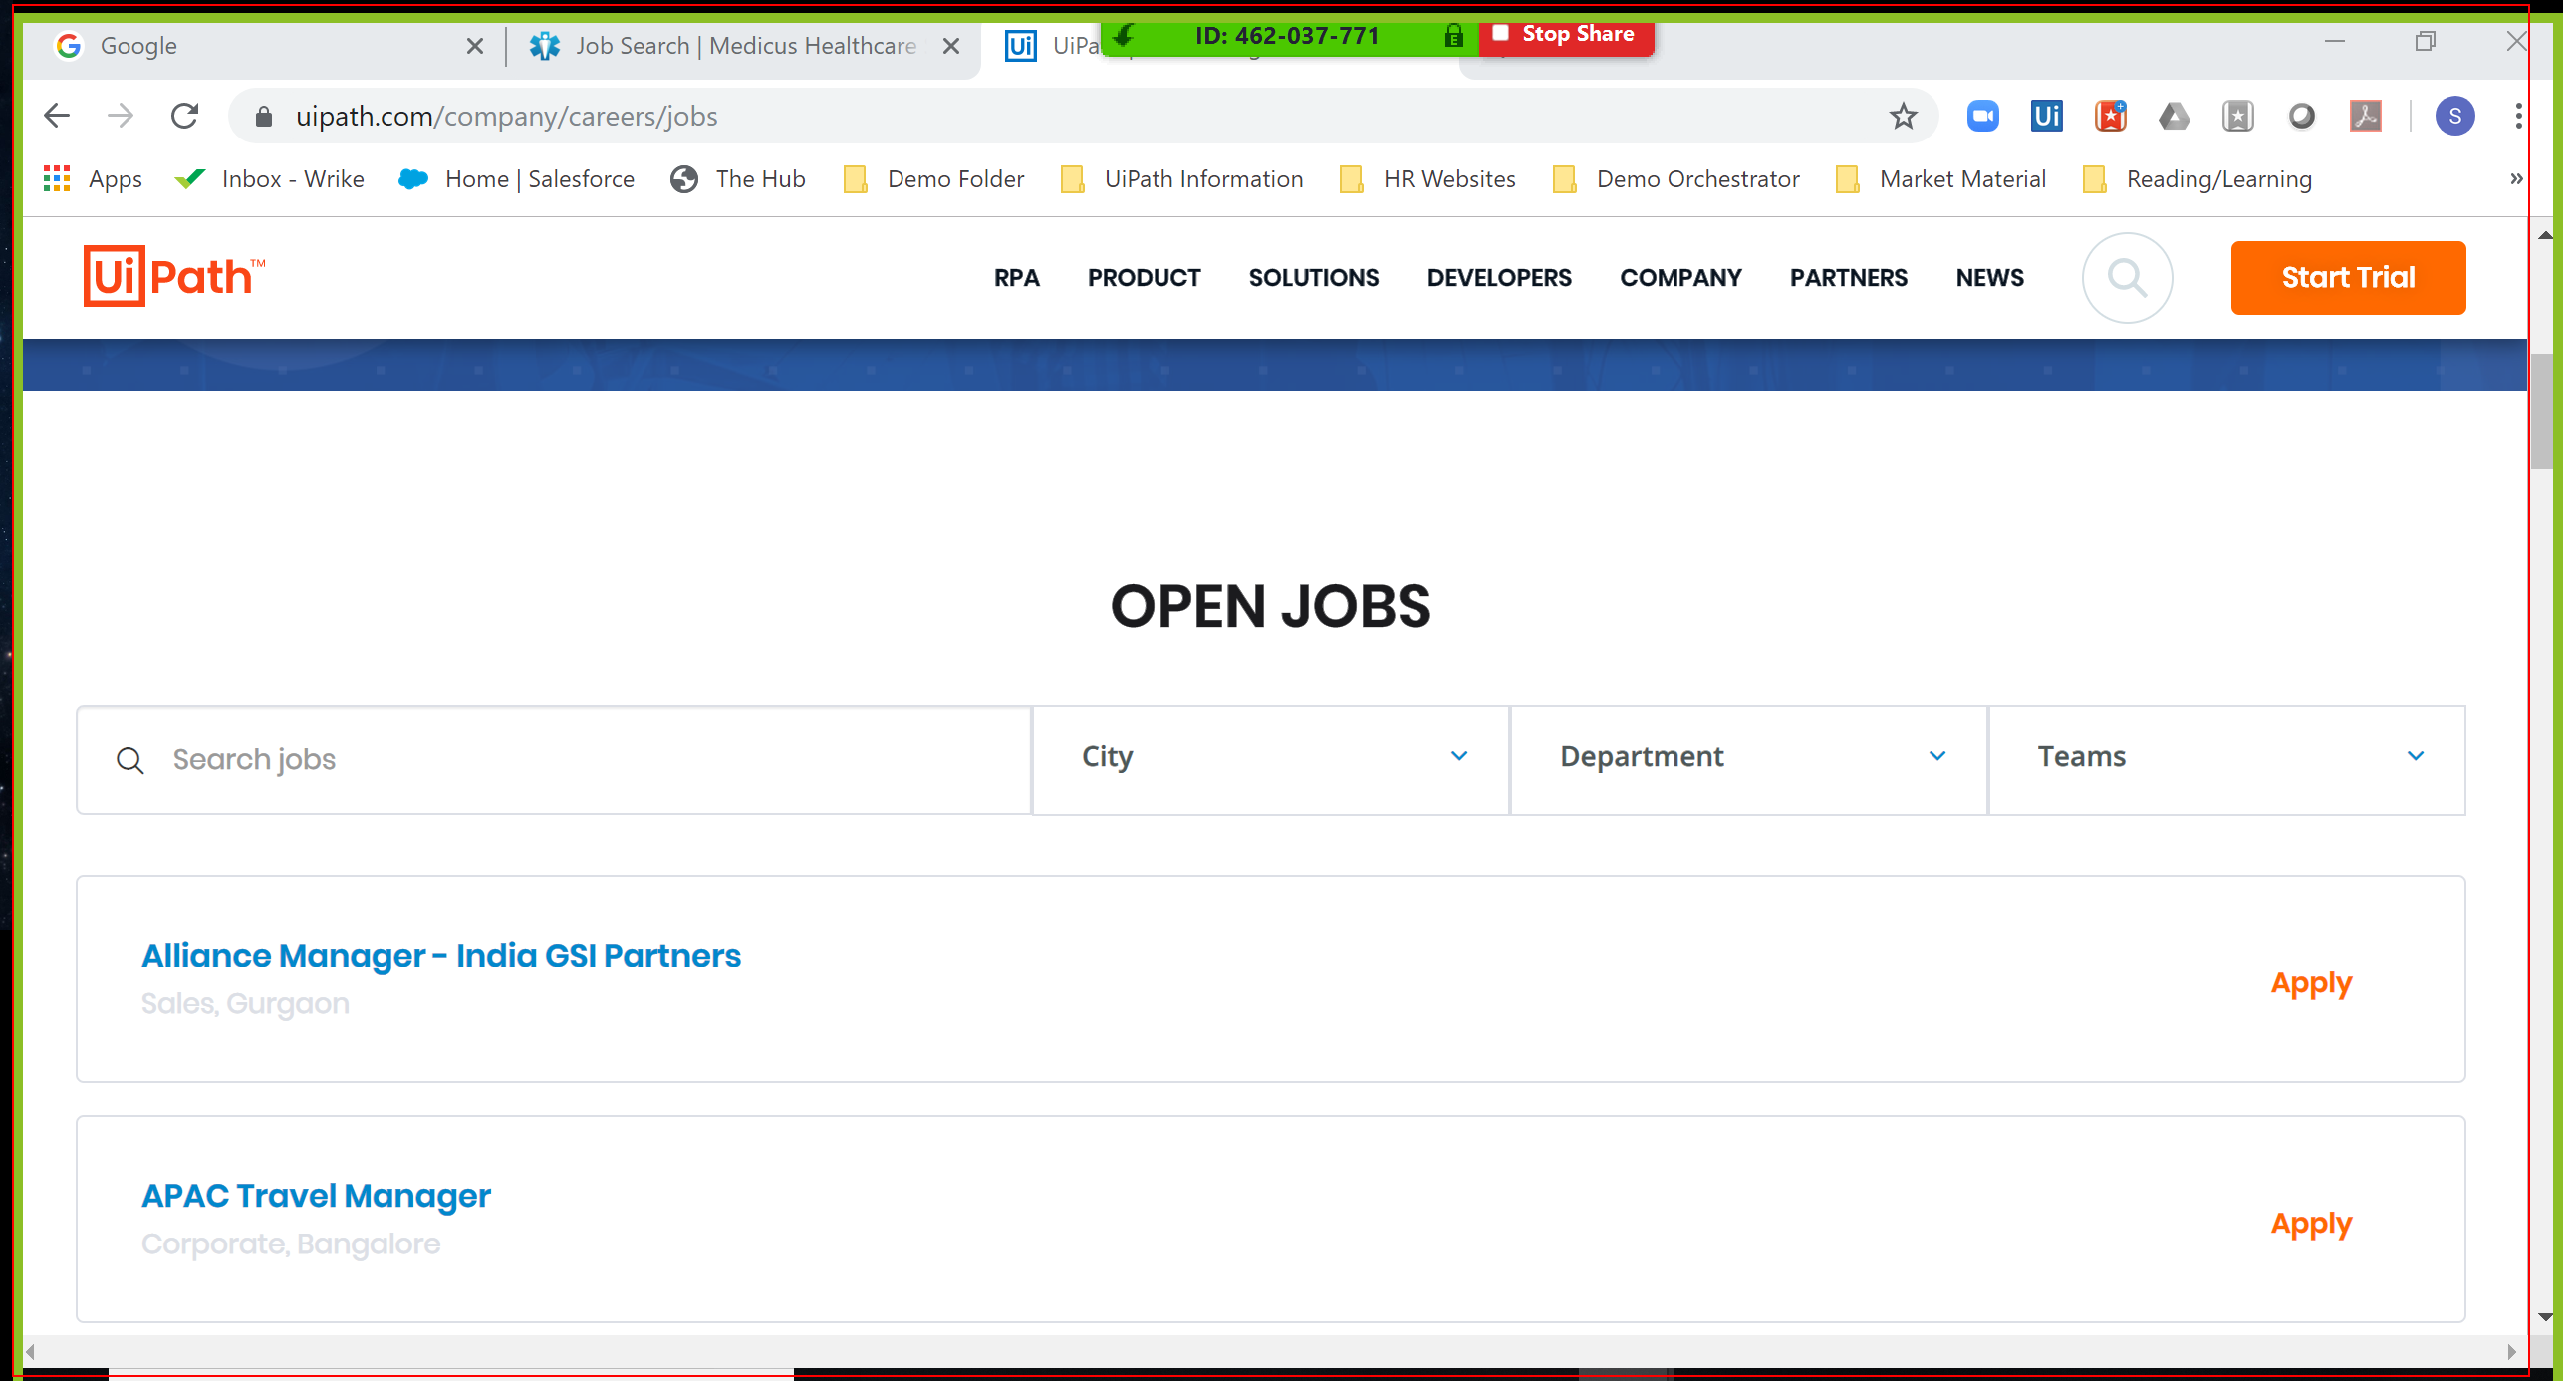 Google
Job Search | Medicus Healthcare
UiPa
ID: 462-037-771
Stop Share
uipath.com/company/careers/jobs
Ui
S
Apps
Inbox - Wrike
Home | Salesforce
The Hub
Demo Folder
UiPath Information
HR Websites
Demo Orchestrator
Market Material
Reading/Learning
»
UiPath™
RPA
PRODUCT
SOLUTIONS
DEVELOPERS
COMPANY
PARTNERS
NEWS
Start Trial
OPEN JOBS
Search jobs
City
Department
Teams
Alliance Manager - India GSI Partners
Sales, Gurgaon
Apply
APAC Travel Manager
Corporate, Bangalore
Apply